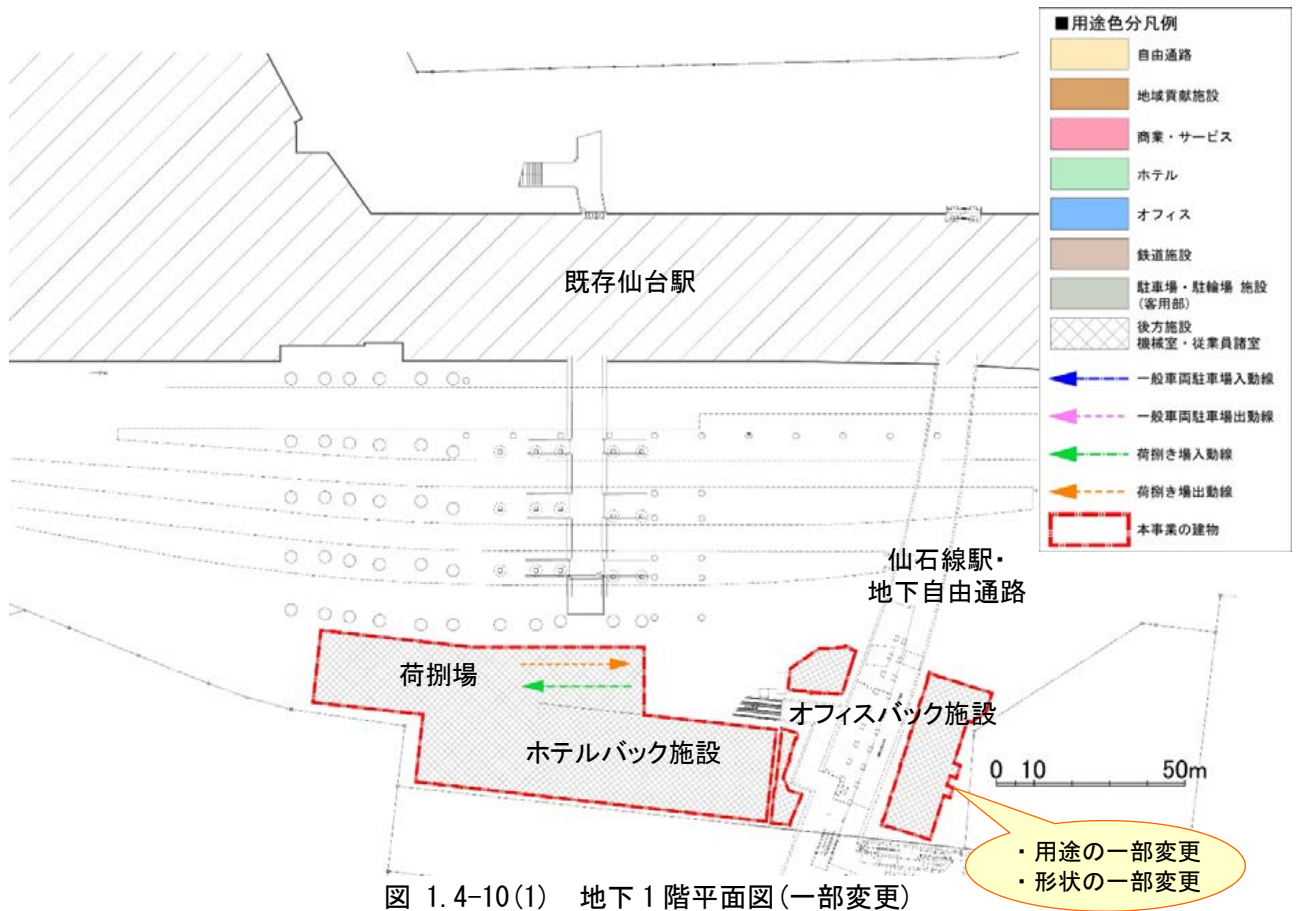 ■用途色分凡例
自由通路
地域貢献施設
商業・サービス
ホテル
オフィス
鉄道施設
駐車場・駐輪場 施設
(客用部)
後方施設
機械室・従業員諸室
一般車両駐車場入動線
一般車両駐車場出動線
荷捌き場入動線
荷捌き場出動線
本事業の建物
既存仙台駅
仙石線駅・
地下自由通路
荷捌場
オフィスバック施設
ホテルバック施設
0 10 50m
・用途の一部変更
・形状の一部変更
図 1.4-10(1) 地下1階平面図(一部変更)